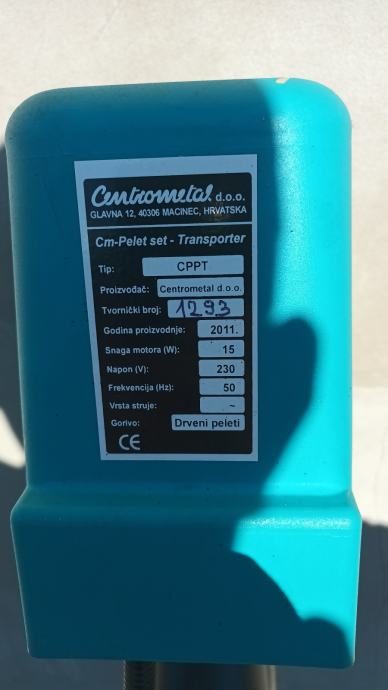 Centrometal d.o.o.
GLAVNA 12, 40306 MACINEC, HRVATSKA
Cm-Pelet set - Transporter
Tip: CPPT
Proizvođač: Centrometal d.o.o.
Tvornički broj: 1293
Godina proizvodnje: 2011.
Snaga motora (W): 15
Napon (V): 230
Frekvencija (Hz): 50
Vrsta struje: ~
Gorivo: Drveni peleti
CE